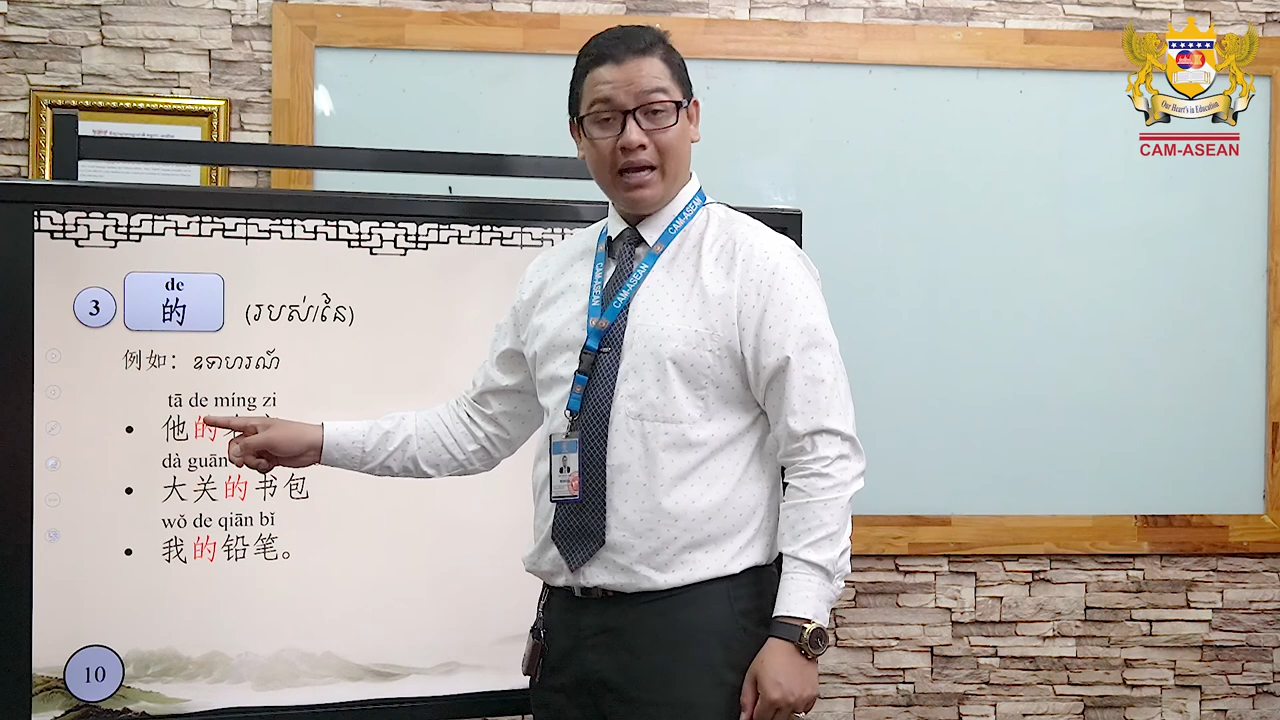 Our Heart's in Education
CAM-ASEAN
CAM-ASEAN
CAM-ASEAN
CAM-ASEAN
de
3 的 (របស់/នៃ)
例如： ឧទាហរណ៍
tā de míng zi
• 他的
dà guān
• 大关的书包
wǒ de qiān bǐ
• 我的铅笔。
10